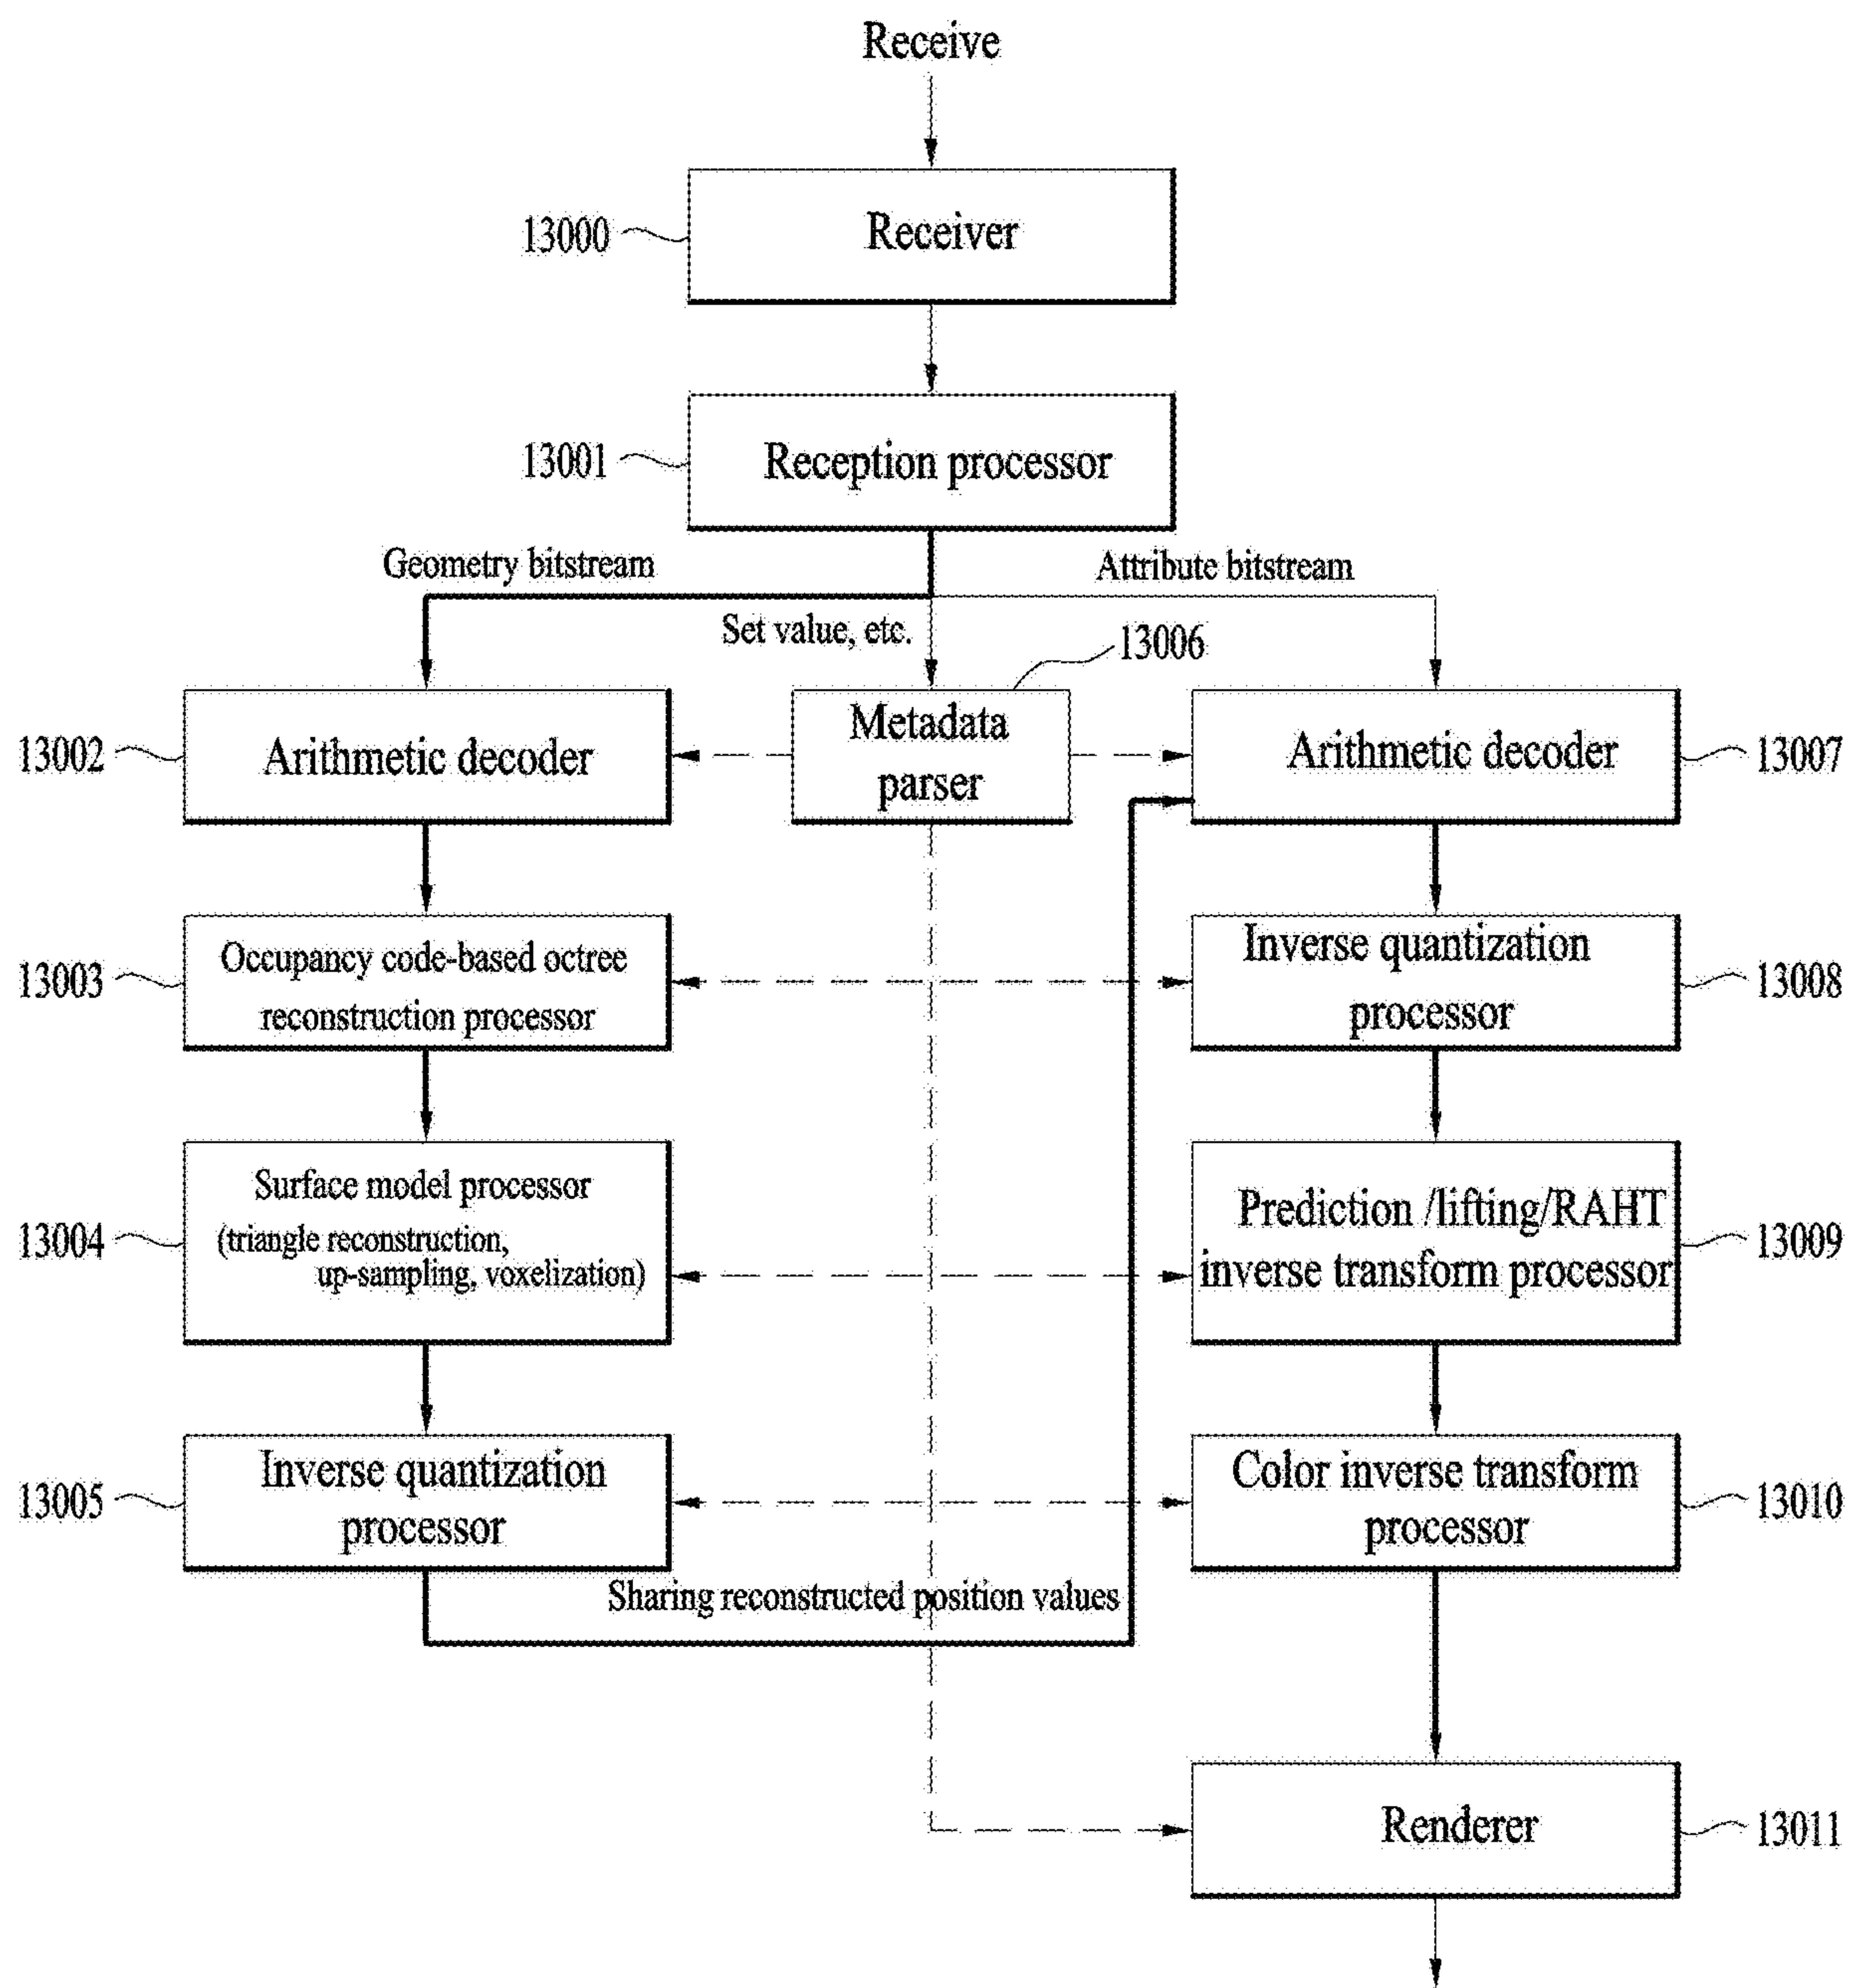 Receive
13000
Receiver
13001
Reception processor
Geometry bitstream
Attribute bitstream
Set value, etc.
13006
13002
Arithmetic decoder
Metadata
parser
Arithmetic decoder
13007
13003
Occupancy code-based octree
reconstruction processor
Inverse quantization
processor
13008
13004
Surface model processor
(triangle reconstruction,
up-sampling, voxelization)
Prediction /lifting/RAHT
inverse transform processor
13009
13005
Inverse quantization
processor
Color inverse transform
processor
13010
Sharing reconstructed position values
Renderer
13011